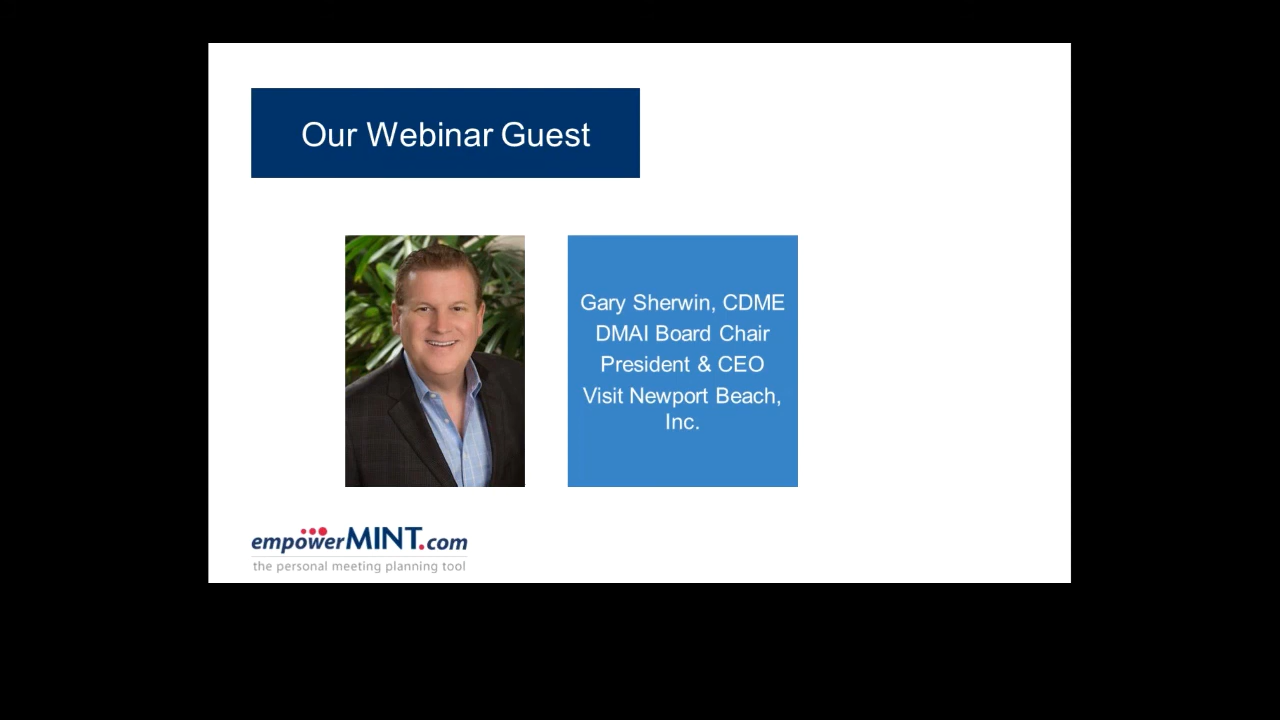 Our Webinar Guest
Gary Sherwin, CDME
DMAI Board Chair
President & CEO
Visit Newport Beach,
Inc.
empowerMINT.com
the personal meeting planning tool